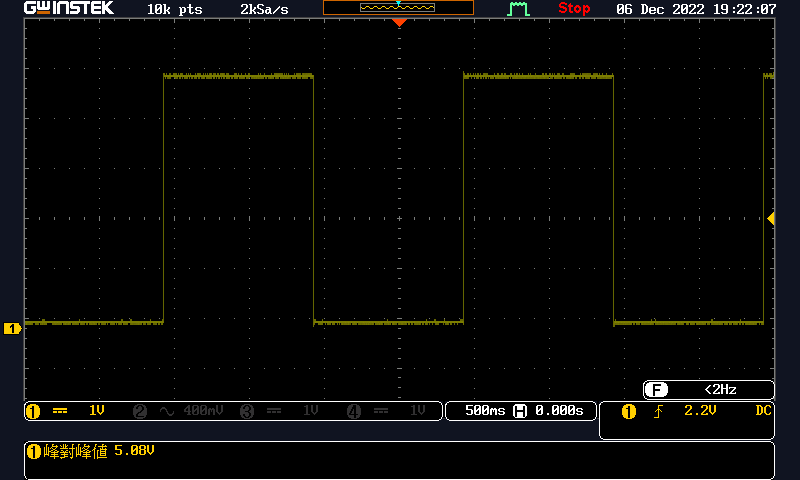 GWINSTEK 10k pts 2kSa/s Stop 06 Dec 2022 19:22:07
1
F <2Hz
1 1V 2 400mV 3 1V 4 1V 500ms H 0.000s 1 2.2V DC
1 峰對峰値 5.08V